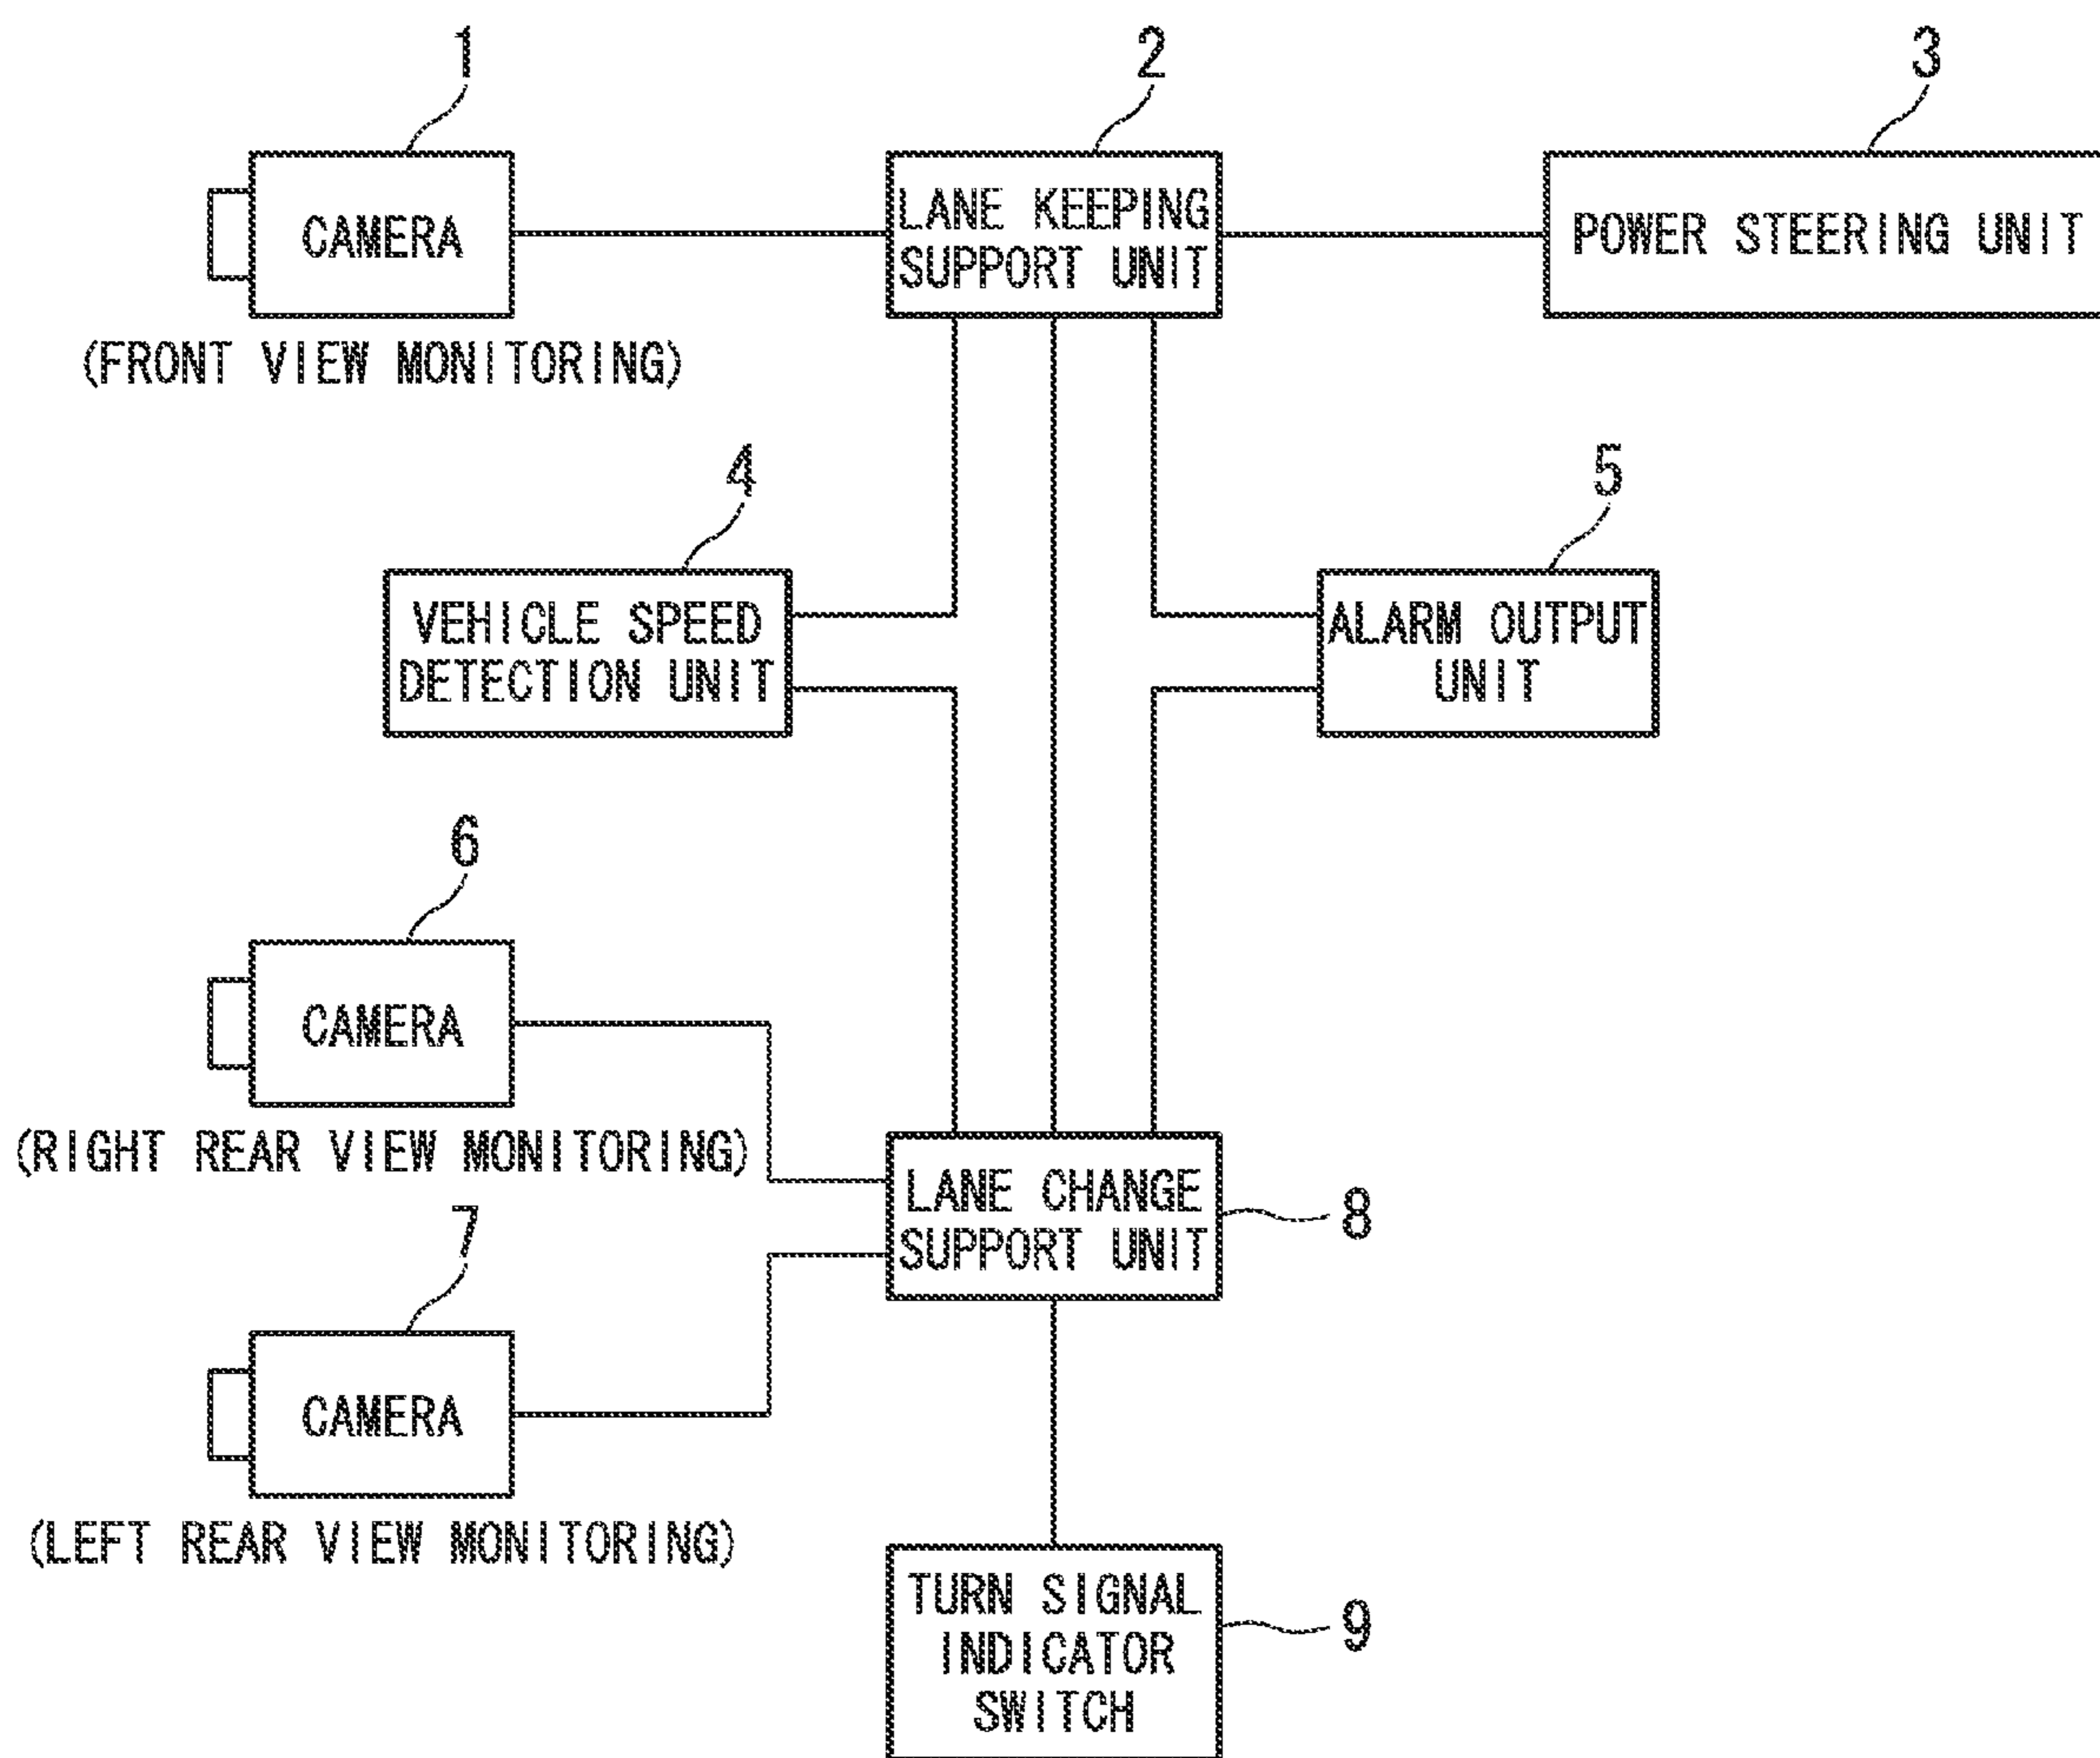 1
2
3
CAMERA
LANE KEEPING
SUPPORT UNIT
POWER STEERING UNIT
(FRONT VIEW MONITORING)
4
5
VEHICLE SPEED
DETECTION UNIT
ALARM OUTPUT
UNIT
6
CAMERA
(RIGHT REAR VIEW MONITORING)
LANE CHANGE
SUPPORT UNIT
8
7
CAMERA
(LEFT REAR VIEW MONITORING)
TURN SIGNAL
INDICATOR
SWITCH
9